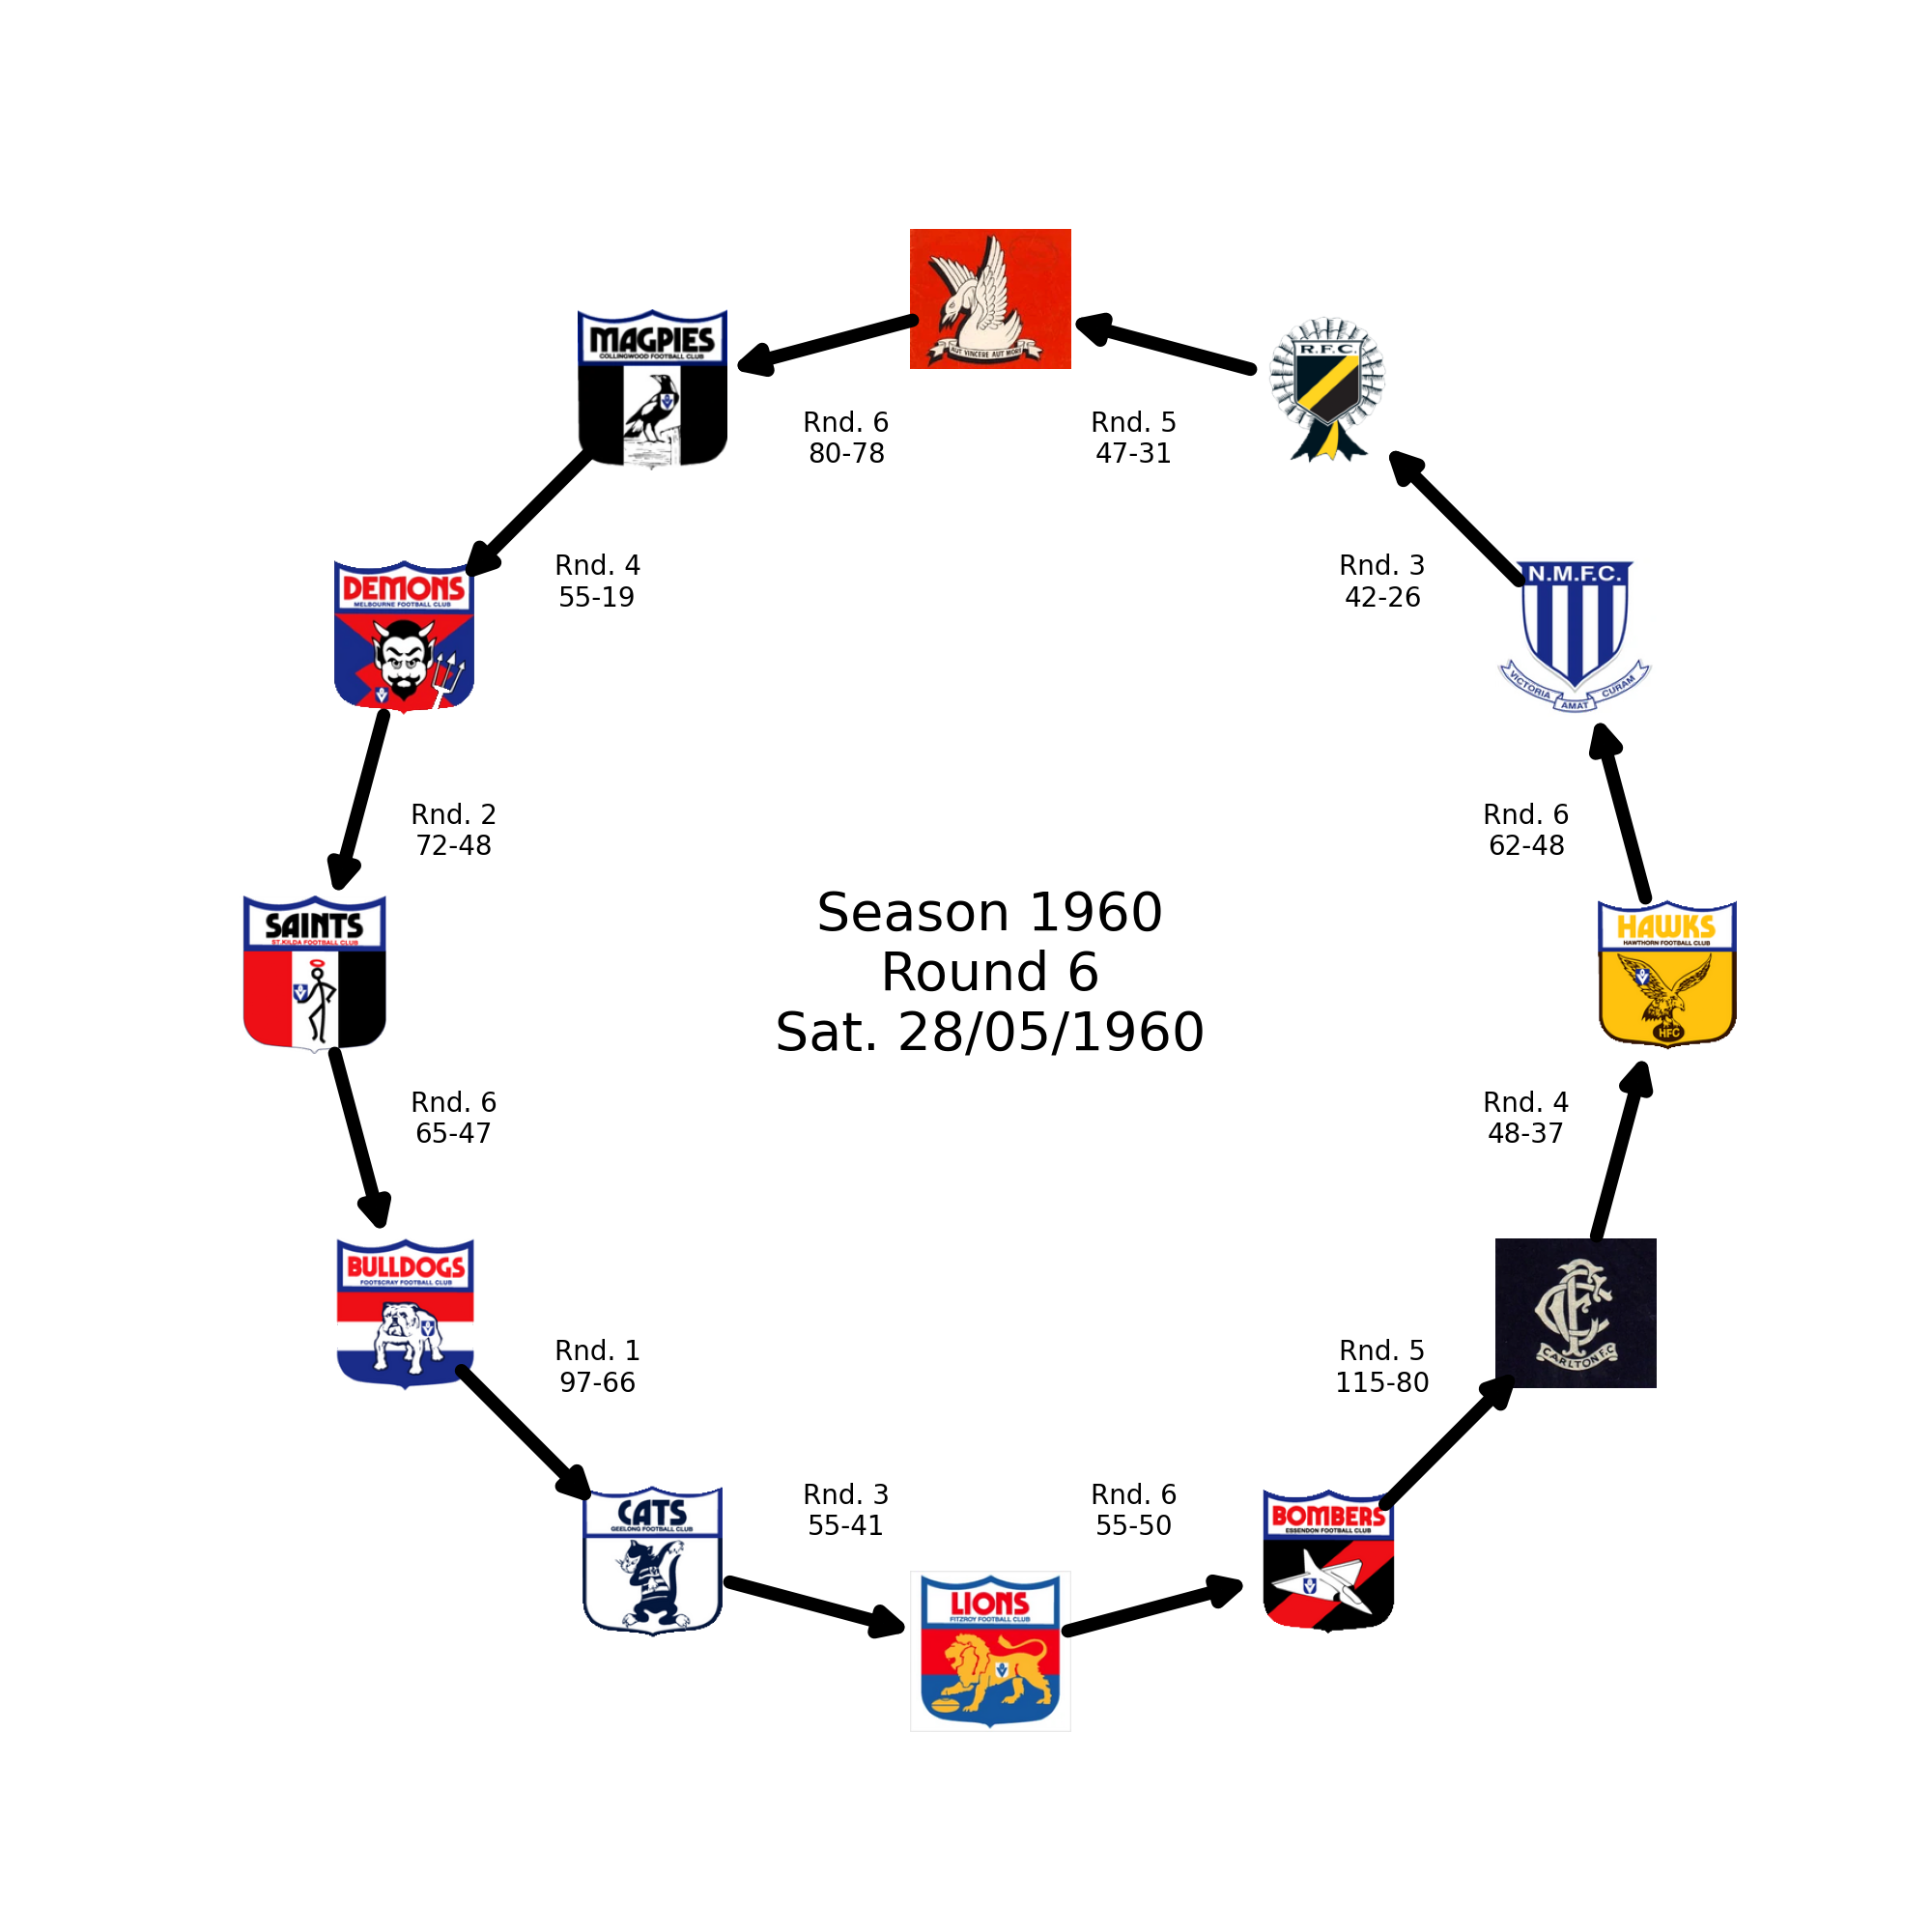 AUT VINCERE AUT MORI
MAGPIES
COLLINGWOOD FOOTBALL CLUB
R.F.C.
Rnd. 6
80-78
Rnd. 5
47-31
DEMONS
MELBOURNE FOOTBALL CLUB
Rnd. 4
55-19
Rnd. 3
42-26
N.M.F.C.
VICTORIA
AMAT
CURAM
Rnd. 2
72-48
Rnd. 6
62-48
SAINTS
ST.KILDA FOOTBALL CLUB
Season 1960
Round 6
Sat. 28/05/1960
HAWKS
HAWTHORN FOOTBALL CLUB
HFC
Rnd. 6
65-47
Rnd. 4
48-37
BULLDOGS
FOOTSCRAY FOOTBALL CLUB
CFC
CARLTON F.C
Rnd. 1
97-66
Rnd. 5
115-80
CATS
GEELONG FOOTBALL CLUB
Rnd. 3
55-41
Rnd. 6
55-50
BOMBERS
ESSENDON FOOTBALL CLUB
LIONS
FITZROY FOOTBALL CLUB